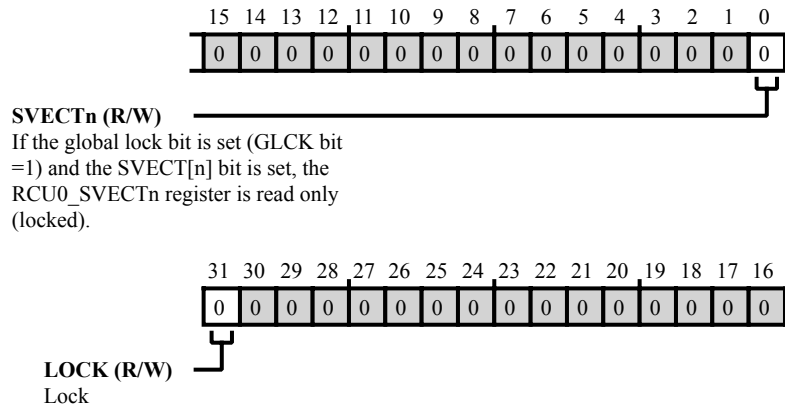 15 14 13 12 11 10 9 8 7 6 5 4 3 2 1 0
0 0 0 0 0 0 0 0 0 0 0 0 0 0 0 0
SVECTn (R/W)
If the global lock bit is set (GLCK bit
=1) and the SVECT[n] bit is set, the
RCU0_SVECTn register is read only
(locked).
31 30 29 28 27 26 25 24 23 22 21 20 19 18 17 16
0 0 0 0 0 0 0 0 0 0 0 0 0 0 0 0
LOCK (R/W)
Lock